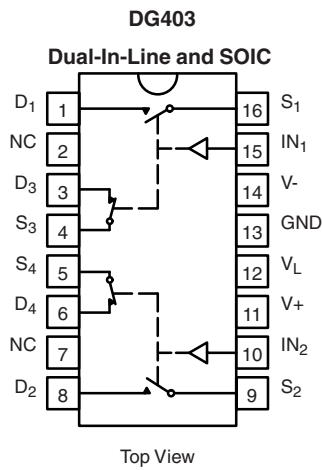 DG403
Dual-In-Line and SOIC
D1 1 16 S1
NC 2 15 IN1
D3 3 14 V-
S3 4 13 GND
S4 5 12 VL
D4 6 11 V+
NC 7 10 IN2
D2 8 9 S2
Top View